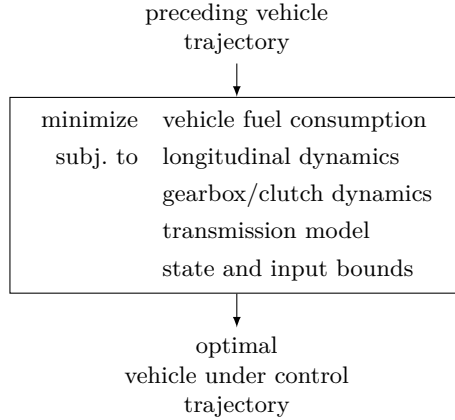 preceding vehicle
trajectory
minimize vehicle fuel consumption
subj. to longitudinal dynamics
gearbox/clutch dynamics
transmission model
state and input bounds
optimal
vehicle under control
trajectory